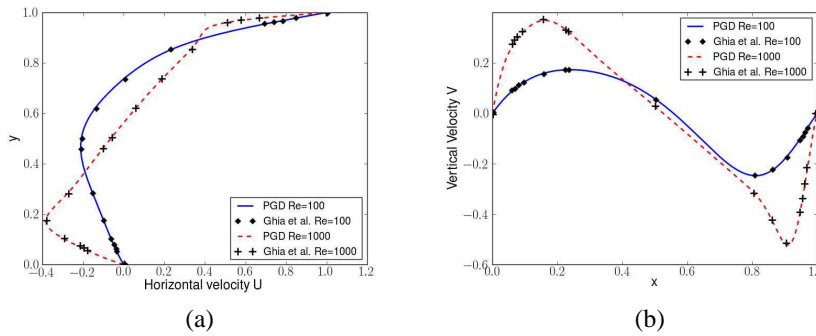 1.0
0.8
0.6
0.4
0.2
0.0
y
−0.4 −0.2 0.0 0.2 0.4 0.6 0.8 1.0 1.2
Horizontal velocity U
PGD Re=100
Ghia et al. Re=100
PGD Re=1000
Ghia et al. Re=1000
(a)
0.4
0.2
0.0
−0.2
−0.4
−0.6
Vertical Velocity V
0.0 0.2 0.4 0.6 0.8 1.0
x
PGD Re=100
Ghia et al. Re=100
PGD Re=1000
Ghia et al. Re=1000
(b)